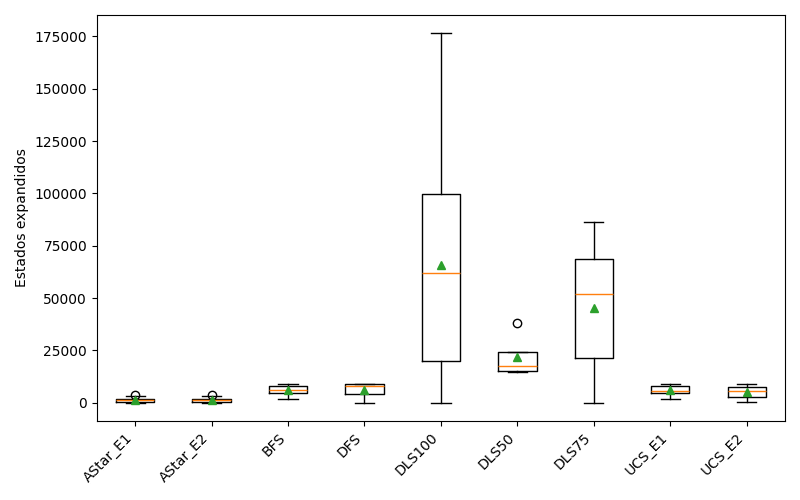 Estados expandidos
175000
150000
125000
100000
75000
50000
25000
0
AStar_E1
AStar_E2
BFS
DFS
DLS100
DLS50
DLS75
UCS_E1
UCS_E2